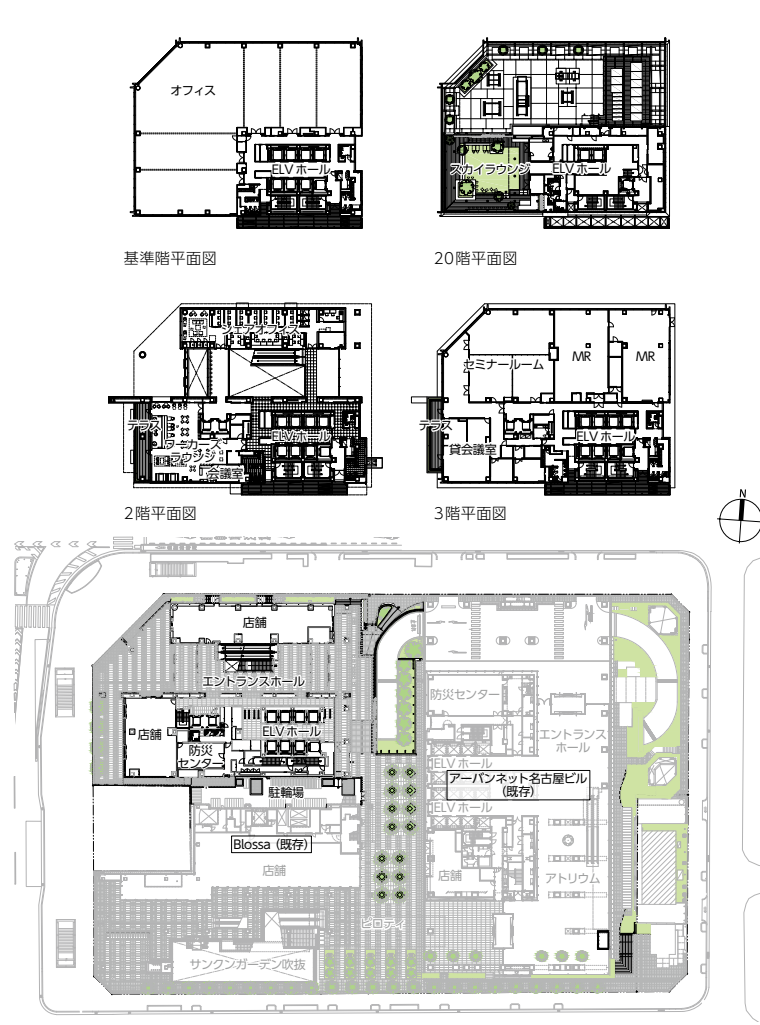 オフィス
ELVホール
基準階平面図
スカイラウンジ
ELVホール
20階平面図
シェアオフィス
テラス
ワーカーズ
ラウンジ
会議室
ELVホール
2階平面図
セミナールーム
MR
MR
テラス
貸会議室
ELVホール
3階平面図
N
店舗
エントランスホール
店舗
防災
センター
ELVホール
駐輪場
Blossa（既存）
店舗
ピロティ
サンクンガーデン吹抜
防災センター
エントランス
ホール
ELVホール
アーバンネット名古屋ビル
（既存）
ELVホール
店舗
アトリウム